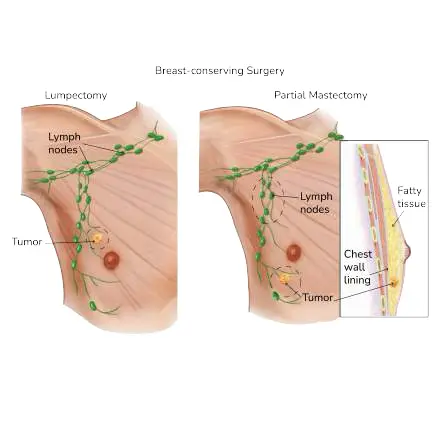 Breast-conserving Surgery
Lumpectomy
Partial Mastectomy
Lymph
nodes
Tumor
Lymph
nodes
Tumor
Fatty
tissue
Chest
wall
lining